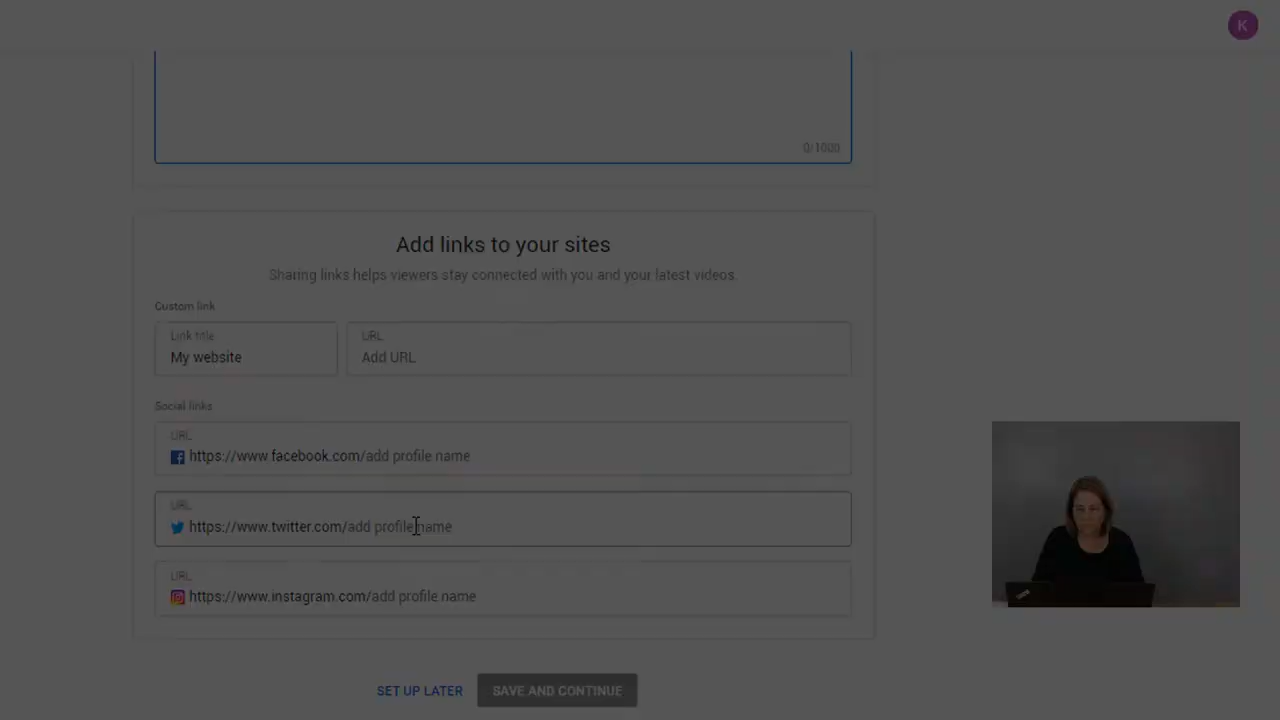 K
0/1000
Add links to your sites
Sharing links helps viewers stay connected with you and your latest videos.
Custom link
Link title
My website
URL
Add URL
Social links
URL
https://www.facebook.com/add profile name
URL
https://www.twitter.com/add profile name
URL
https://www.instagram.com/add profile name
SET UP LATER
SAVE AND CONTINUE